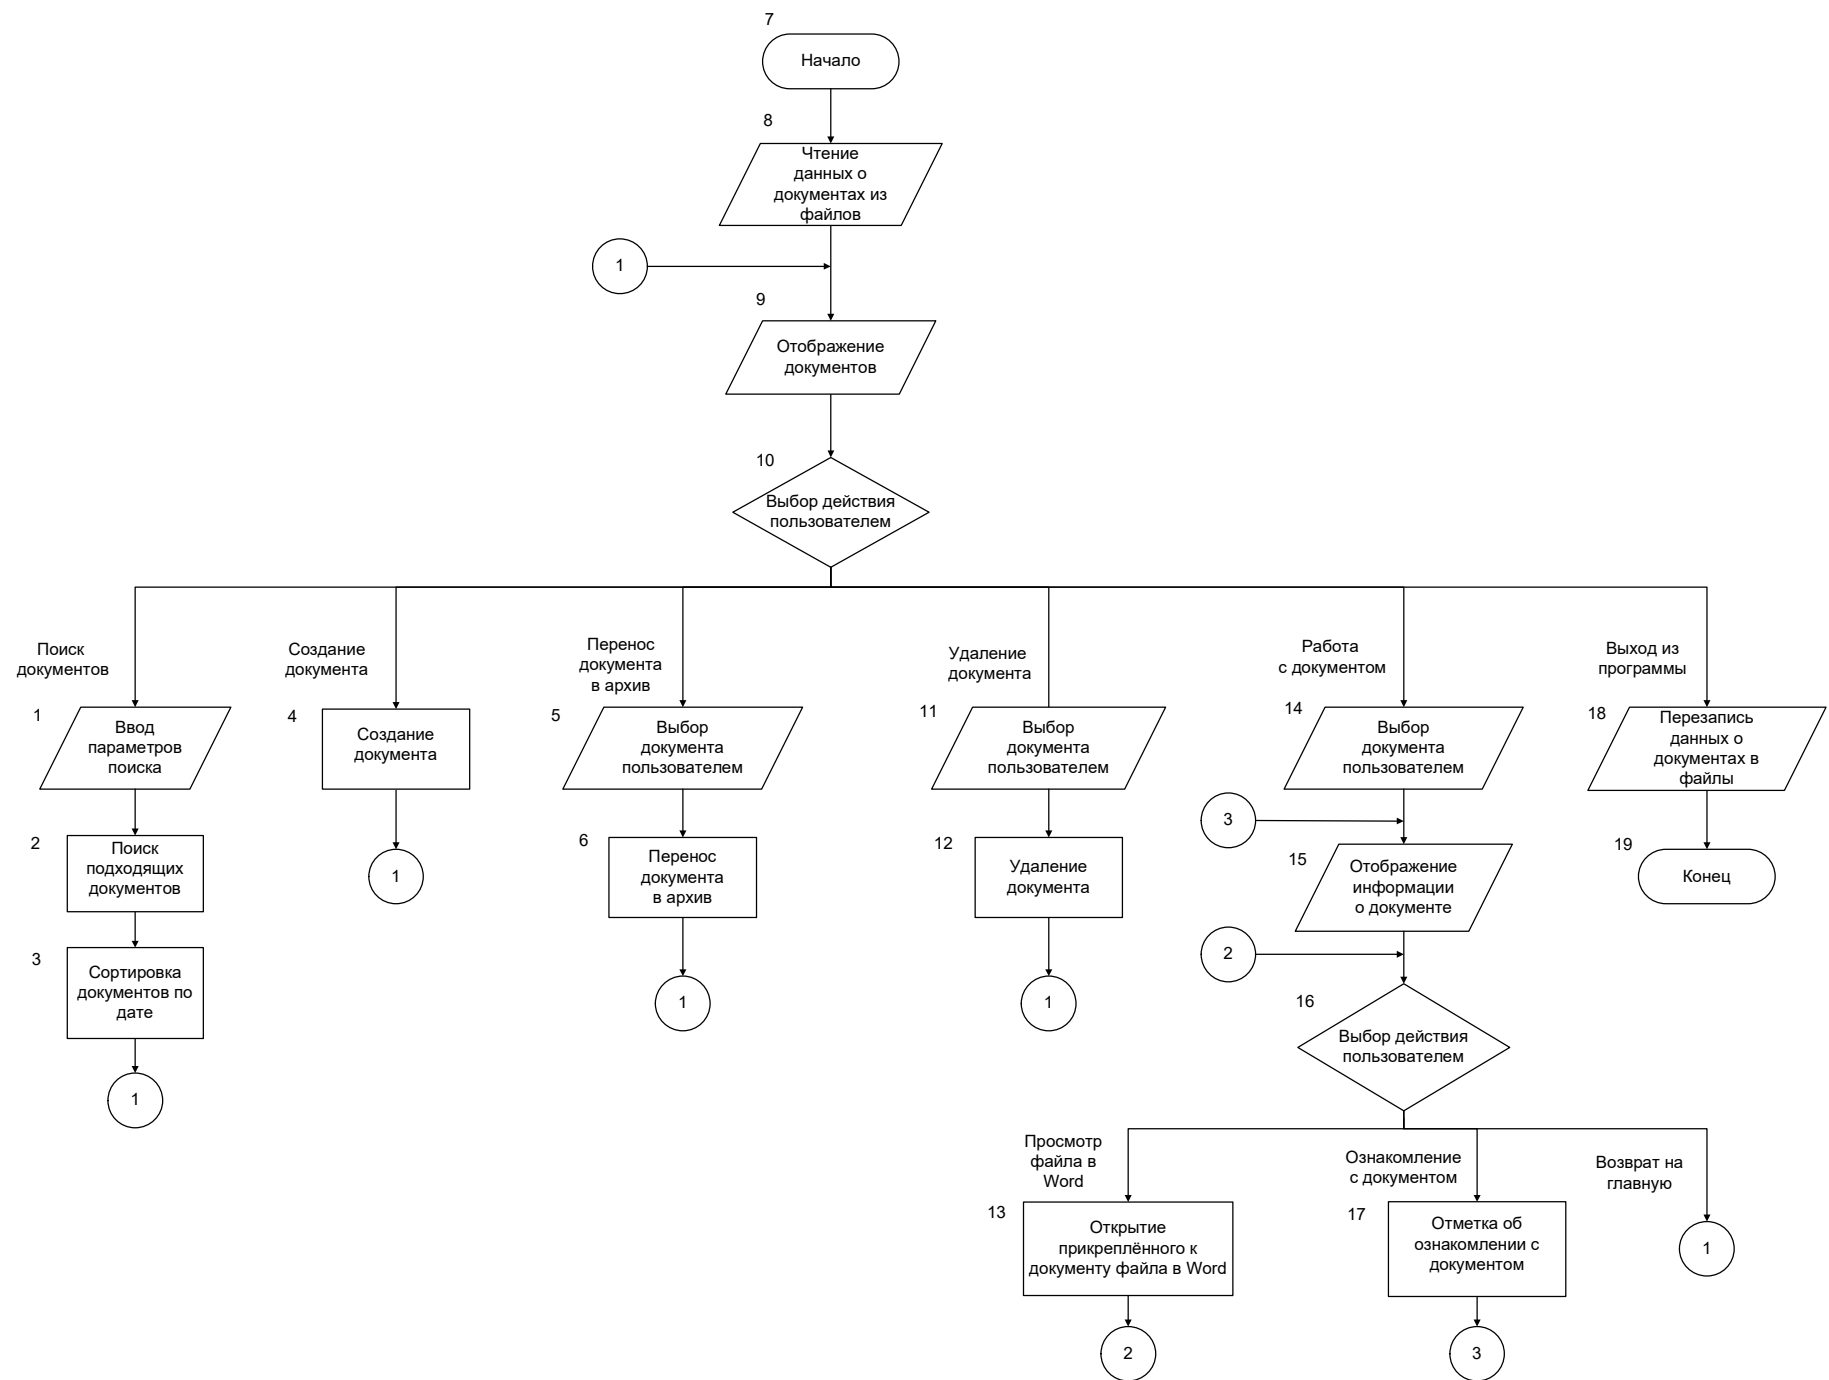 7
Начало
8
Чтение
данных о
документах из
файлов
1
9
Отображение
документов
10
Выбор действия
пользователем
Поиск
документов
Создание
документа
Перенос
документа
в архив
Удаление
документа
Работа
с документом
Выход из
программы
1
Ввод
параметров
поиска
4
Создание
документа
5
Выбор
документа
пользователем
11
Выбор
документа
пользователем
14
Выбор
документа
пользователем
18
Перезапись
данных о
документах в
файлы
2
Поиск
подходящих
документов
1
6
Перенос
документа
в архив
12
Удаление
документа
3
15
Отображение
информации
о документе
19
Конец
3
Сортировка
документов по
дате
1
1
1
2
16
Выбор действия
пользователем
Просмотр
файла в
Word
Ознакомление
с документом
Возврат на
главную
13
Открытие
прикреплённого к
документу файла в Word
17
Отметка об
ознакомлении с
документом
1
2
3